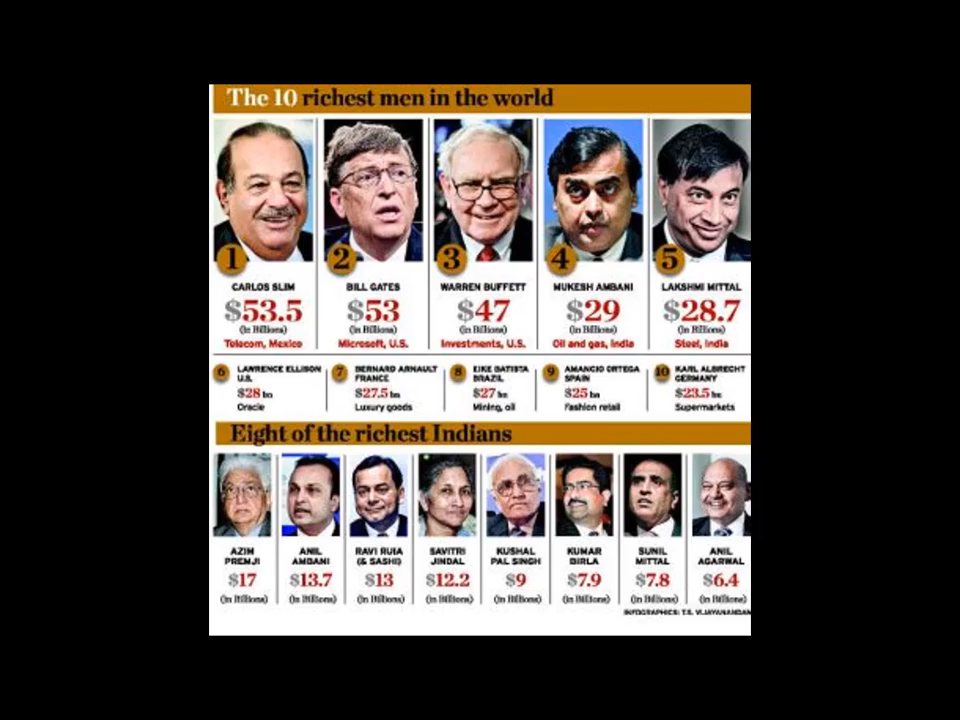 The 10 richest men in the world
1 2 3 4 5
CARLOS SLIM BILL GATES WARREN BUFFETT MUKESH AMBANI LAKSHMI MITTAL
$53.5 $53 $47 $29 $28.7
(in Billions) (in Billions) (in Billions) (in Billions) (in Billions)
Telecom, Mexico Microsoft, U.S. Investments, U.S. Oil and gas, India Steel, India
6 LAWRENCE ELLISON 7 BERNARD ARNAULT 8 EIKE BATISTA 9 AMANCIO ORTEGA 10 KARL ALBRECHT
U.S. FRANCE BRAZIL SPAIN GERMANY
$28 bn $27.5 bn $27 bn $25 bn $23.5 bn
Oracle Luxury goods Mining, oil Fashion retail Supermarkets
Eight of the richest Indians
AZIM ANIL RAVI RUIA SAVITRI KUSHAL KUMAR SUNIL ANIL
PREMJI AMBANI (& SASHI) JINDAL PAL SINGH BIRLA MITTAL AGARWAL
$17 $13.7 $13 $12.2 $9 $7.9 $7.8 $6.4
(in Billions) (in Billions) (in Billions) (in Billions) (in Billions) (in Billions) (in Billions) (in Billions)
INFOGRAPHICS: T.S. VIJAYANANDAN